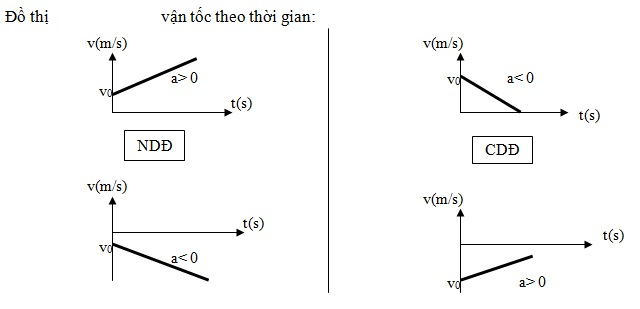 Đồ thị vận tốc theo thời gian:
v(m/s)
v0
a> 0
t(s)
NDĐ
v(m/s)
t(s)
v0
a< 0
v(m/s)
v0
a< 0
t(s)
CDĐ
v(m/s)
t(s)
v0
a> 0